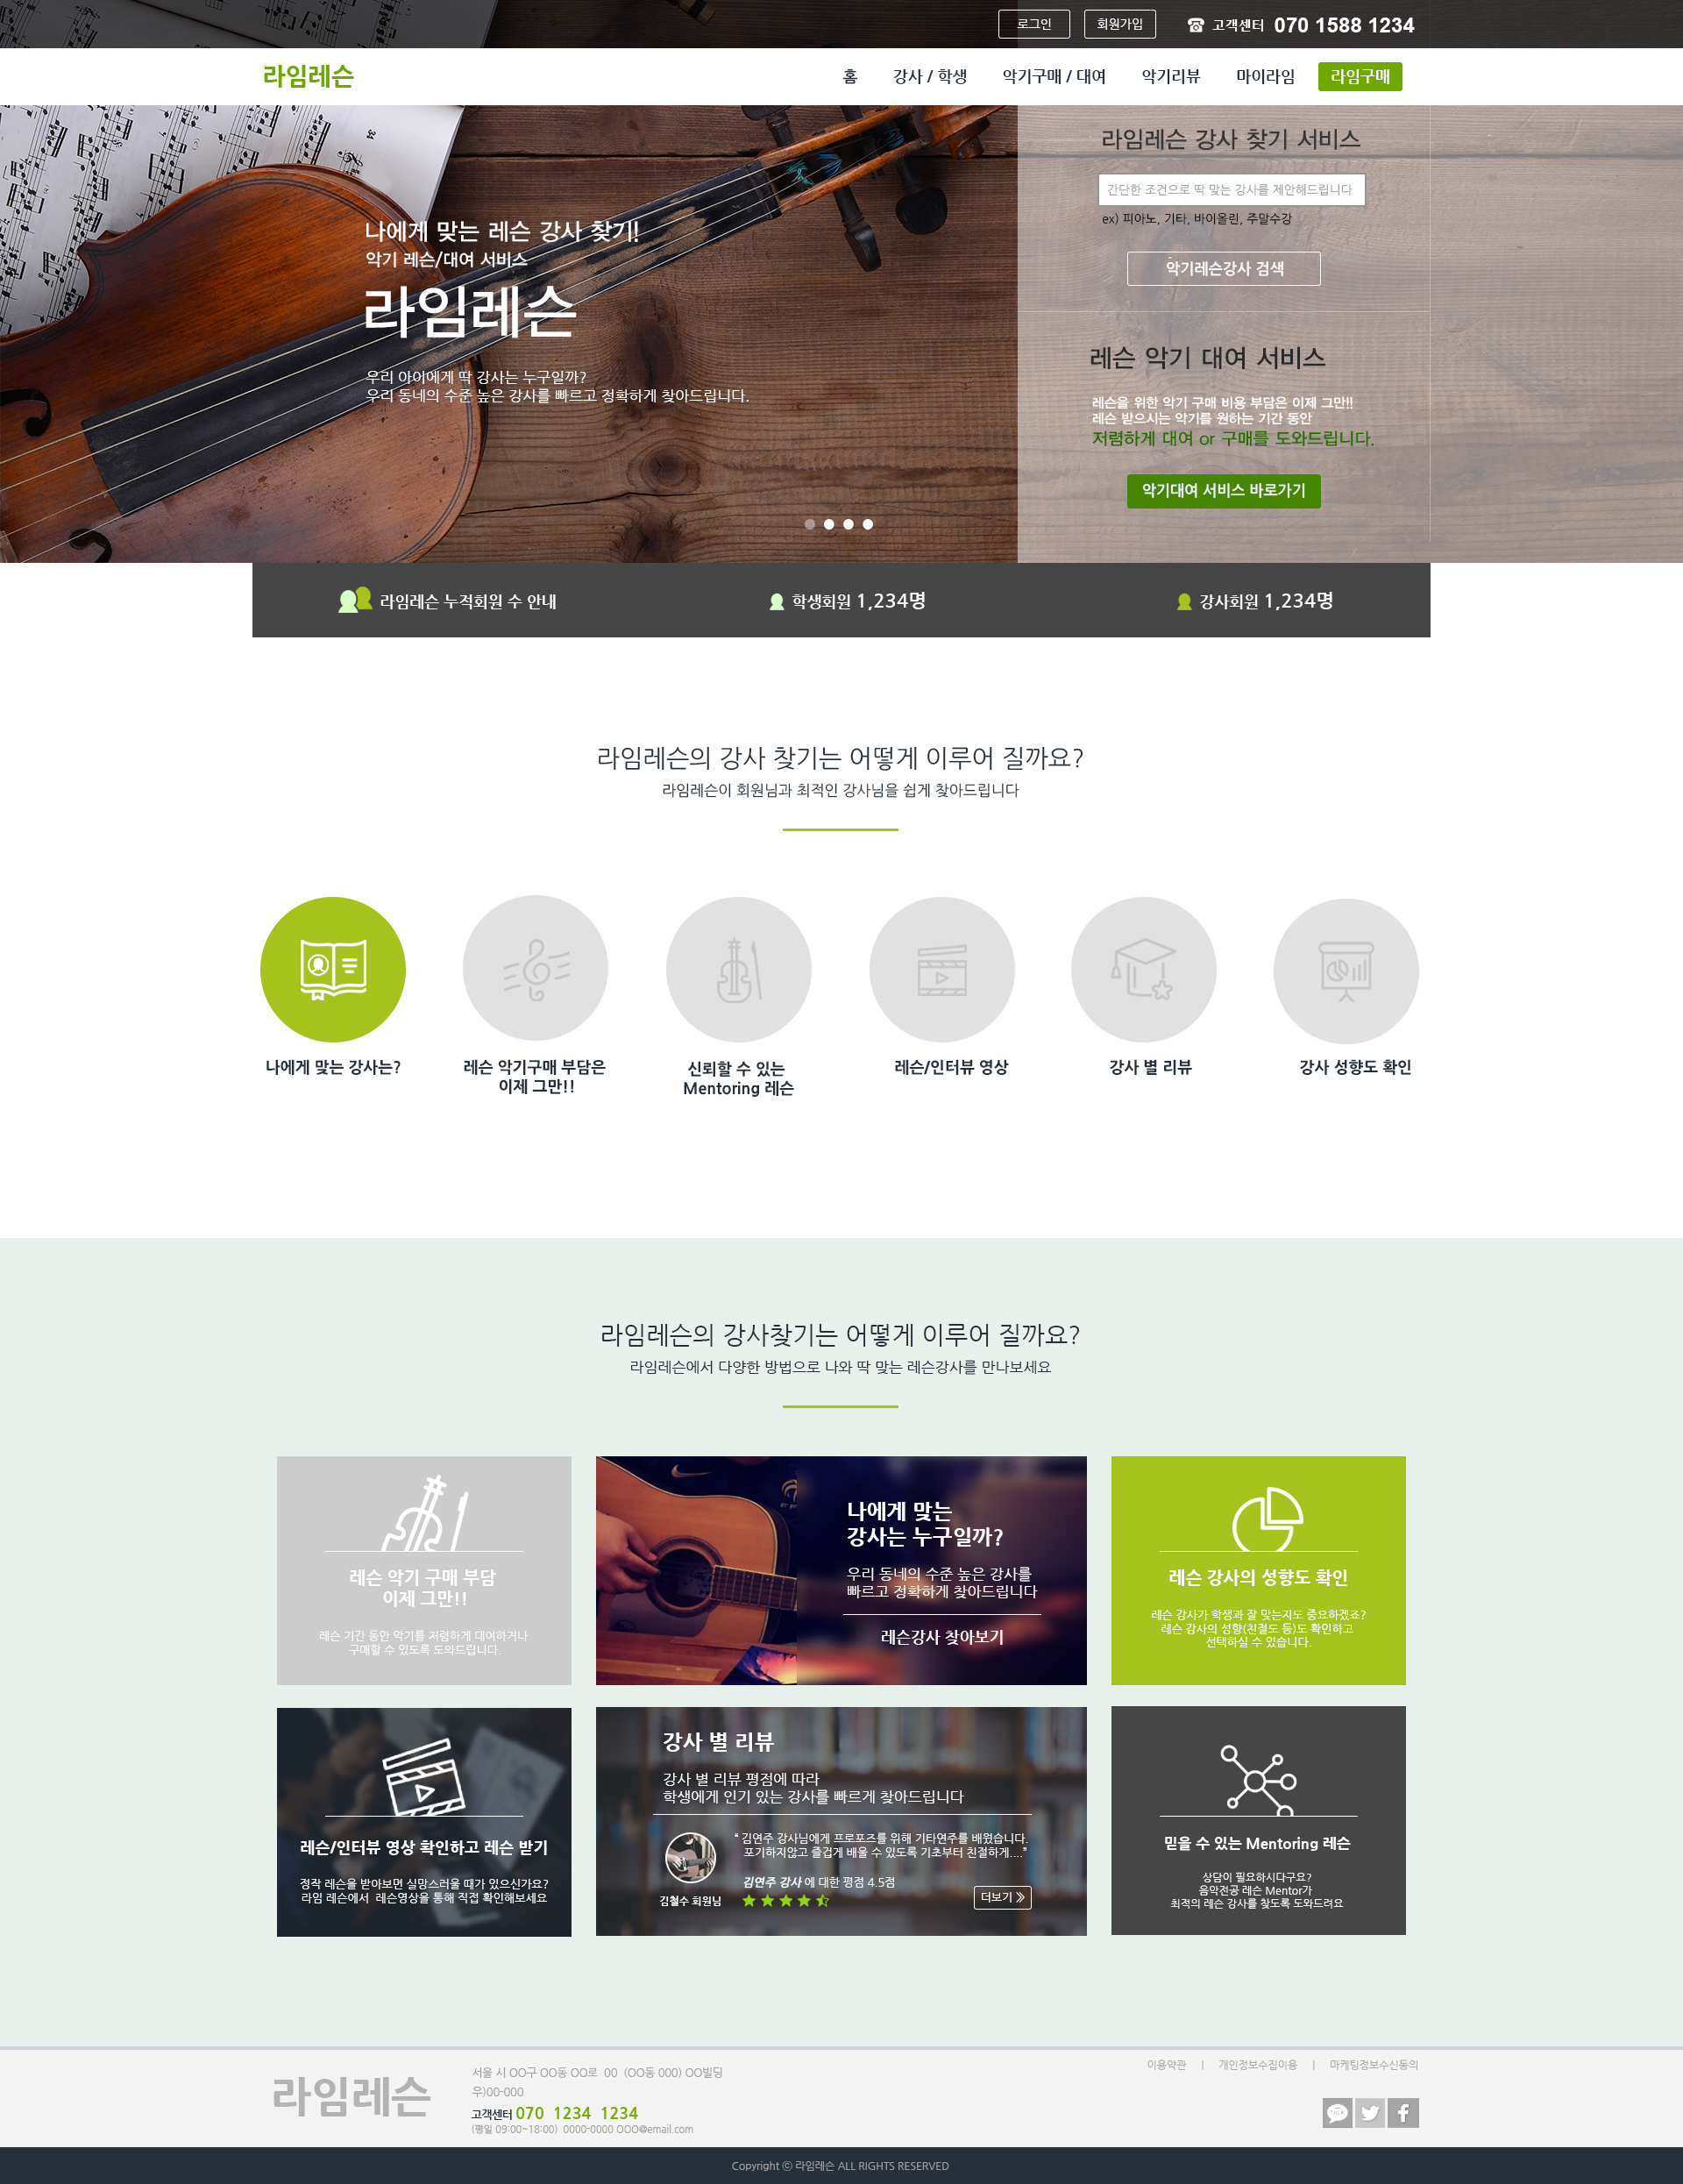 로그인
회원가입
고객센터 070 1588 1234
라임레슨
홈
강사 / 학생
악기구매 / 대여
악기리뷰
마이라임
라임구매
나에게 맞는 레슨 강사 찾기!
악기 레슨/대여 서비스
라임레슨
우리 아이에게 딱 강사는 누구일까?
우리 동네의 수준 높은 강사를 빠르고 정확하게 찾아드립니다.
라임레슨 강사 찾기 서비스
간단한 조건으로 딱 맞는 강사를 제안해드립니다
ex) 피아노, 기타, 바이올린, 주말수강
악기레슨강사 검색
레슨 악기 대여 서비스
레슨을 위한 악기 구매 비용 부담은 이제 그만!!
레슨 받으시는 악기를 원하는 기간 동안
저렴하게 대여 or 구매를 도와드립니다.
악기대여 서비스 바로가기
라임레슨 누적회원 수 안내
학생회원 1,234명
강사회원 1,234명
라임레슨의 강사 찾기는 어떻게 이루어 질까요?
라임레슨이 회원님과 최적인 강사님을 쉽게 찾아드립니다
나에게 맞는 강사는?
레슨 악기구매 부담은
이제 그만!!
신뢰할 수 있는
Mentoring 레슨
레슨/인터뷰 영상
강사 별 리뷰
강사 성향도 확인
라임레슨의 강사찾기는 어떻게 이루어 질까요?
라임레슨에서 다양한 방법으로 나와 딱 맞는 레슨강사를 만나보세요
레슨 악기 구매 부담
이제 그만!!
레슨 기간 동안 악기를 저렴하게 대여하거나
구매할 수 있도록 도와드립니다.
나에게 맞는
강사는 누구일까?
우리 동네의 수준 높은 강사를
빠르고 정확하게 찾아드립니다
레슨강사 찾아보기
레슨 강사의 성향도 확인
레슨 강사가 학생과 잘 맞는지도 중요하겠죠?
레슨 강사의 성향(친절도 등)도 확인하고
선택하실 수 있습니다.
레슨/인터뷰 영상 확인하고 레슨 받기
정작 레슨을 받아보면 실망스러울 때가 있으신가요?
라임 레슨에서 레슨영상을 통해 직접 확인해보세요
강사 별 리뷰
강사 별 리뷰 평점에 따라
학생에게 인기 있는 강사를 빠르게 찾아드립니다
“ 김연주 강사님에게 프로포즈를 위해 기타연주를 배웠습니다.
포기하지않고 즐겁게 배울 수 있도록 기초부터 친절하게....”
김연주 강사 에 대한 평점 4.5점
김철수 회원님
더보기 》
믿을 수 있는 Mentoring 레슨
상담이 필요하시다구요?
음악전공 레슨 Mentor가
최적의 레슨 강사를 찾도록 도와드려요
라임레슨
서울 시 OO구 OO동 OO로 00 (OO동 000) OO빌딩
우)00-000
고객센터 070 1234 1234
(평일 09:00~18:00) 0000-0000 OOO@email.com
이용약관 | 개인정보수집이용 | 마케팅정보수신동의
TALK
Copyright ⓒ 라임레슨 ALL RIGHTS RESERVED